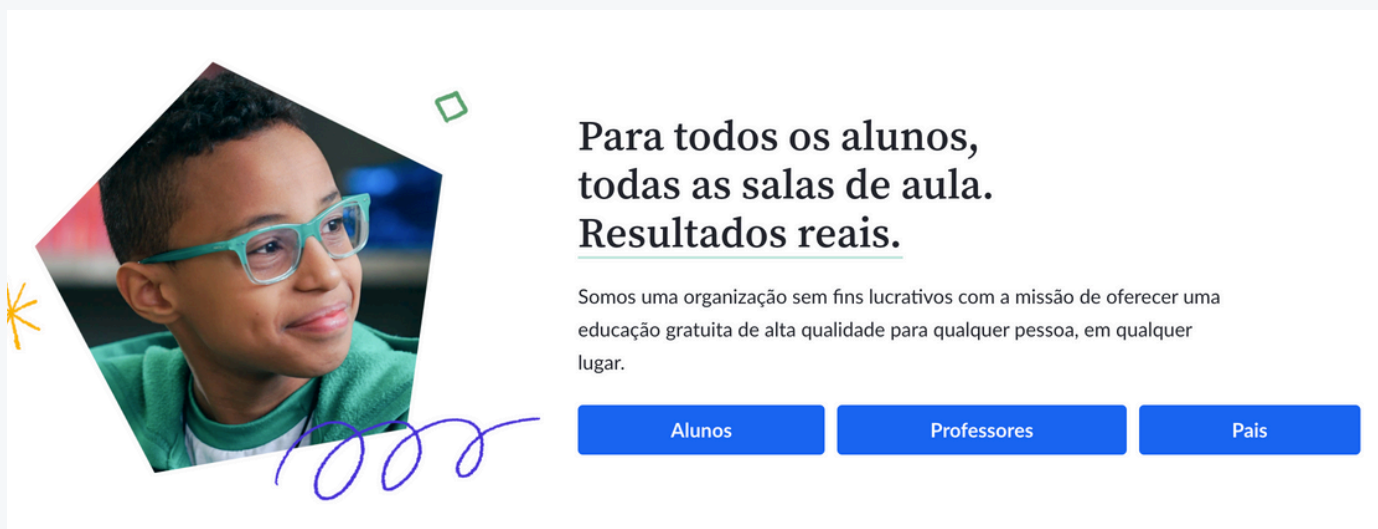 Para todos os alunos,
todas as salas de aula.
Resultados reais.
Somos uma organização sem fins lucrativos com a missão de oferecer uma
educação gratuita de alta qualidade para qualquer pessoa, em qualquer
lugar.
Alunos
Professores
Pais